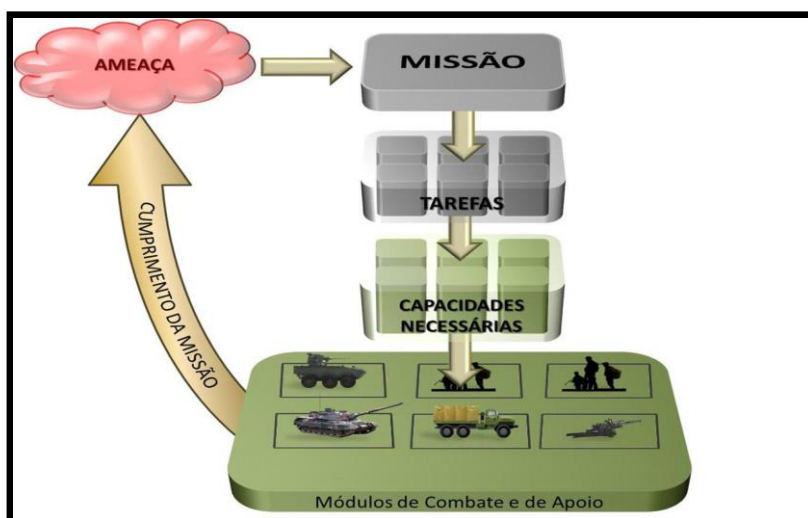 AMEAÇA
MISSÃO
TAREFAS
CAPACIDADES
NECESSÁRIAS
CUMPRIMENTO DA MISSÃO
Módulos de Combate e de Apoio